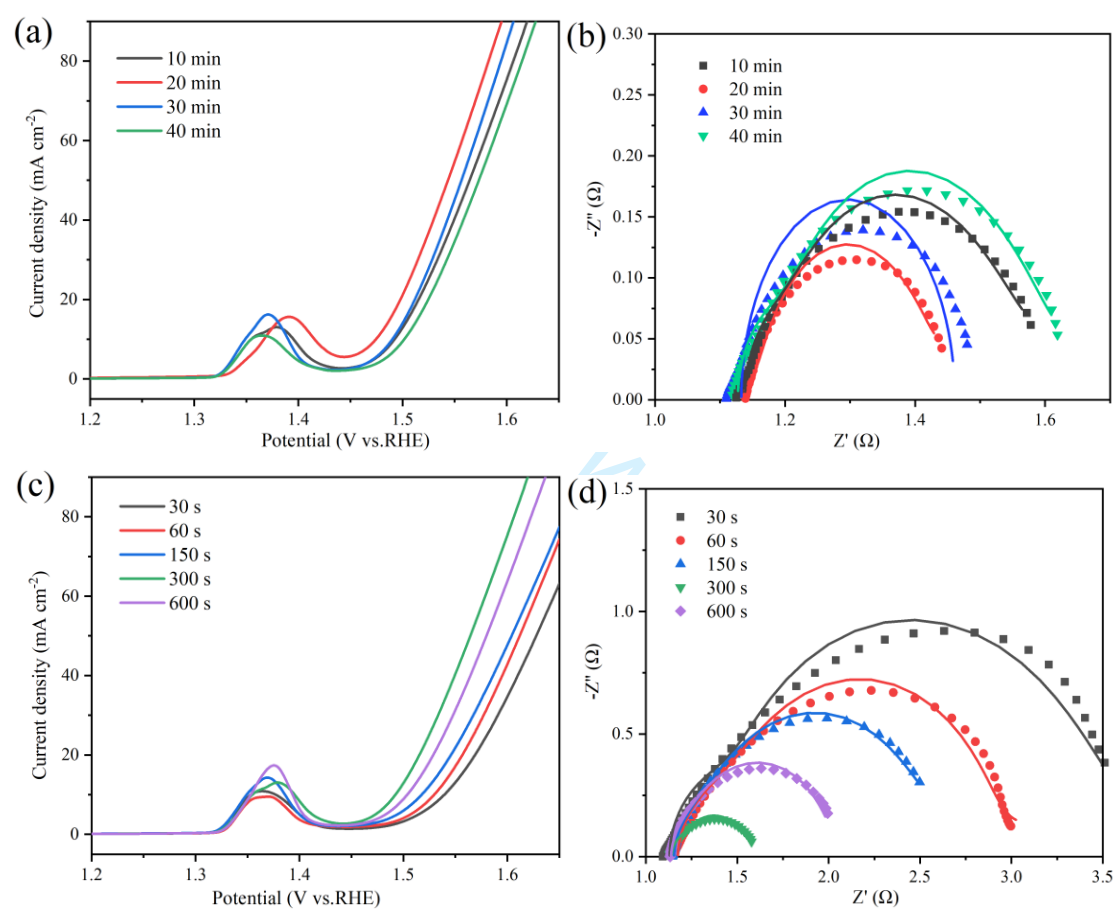 (a)
10 min
20 min
30 min
40 min
80
60
40
20
0
1.2
1.3
1.4
1.5
1.6
Current density (mA cm⁻²)
Potential (V vs.RHE)
(b)
10 min
20 min
30 min
40 min
0.30
0.25
0.20
0.15
0.10
0.05
0.00
1.0
1.2
1.4
1.6
-Z" (Ω)
Z' (Ω)
(c)
30 s
60 s
150 s
300 s
600 s
80
60
40
20
0
1.2
1.3
1.4
1.5
1.6
Current density (mA cm⁻²)
Potential (V vs.RHE)
(d)
30 s
60 s
150 s
300 s
600 s
1.5
1.0
0.5
0.0
1.0
1.5
2.0
2.5
3.0
3.5
-Z" (Ω)
Z' (Ω)